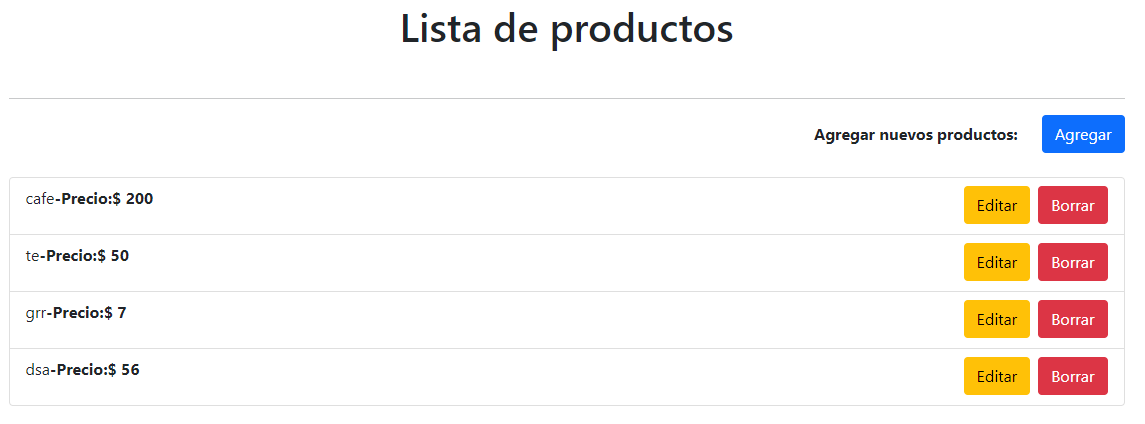 Lista de productos
Agregar nuevos productos: Agregar
cafe-Precio:$ 200 Editar Borrar
te-Precio:$ 50 Editar Borrar
grr-Precio:$ 7 Editar Borrar
dsa-Precio:$ 56 Editar Borrar